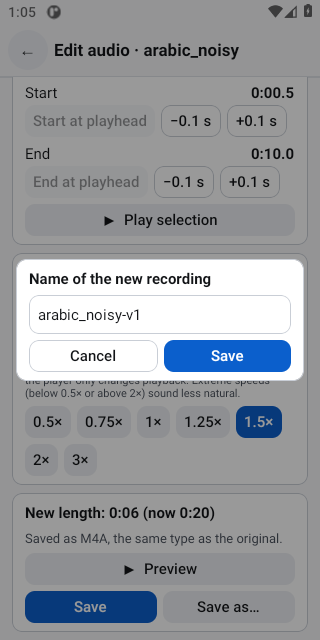 1:05
Edit audio · arabic_noisy
Start 0:00.5
Start at playhead −0.1 s +0.1 s
End 0:10.0
End at playhead −0.1 s +0.1 s
▶ Play selection
Name of the new recording
arabic_noisy-v1
Cancel Save
the player only changes playback. Extreme speeds
(below 0.5× or above 2×) sound less natural.
0.5× 0.75× 1× 1.25× 1.5×
2× 3×
New length: 0:06 (now 0:20)
Saved as M4A, the same type as the original.
▶ Preview
Save Save as…